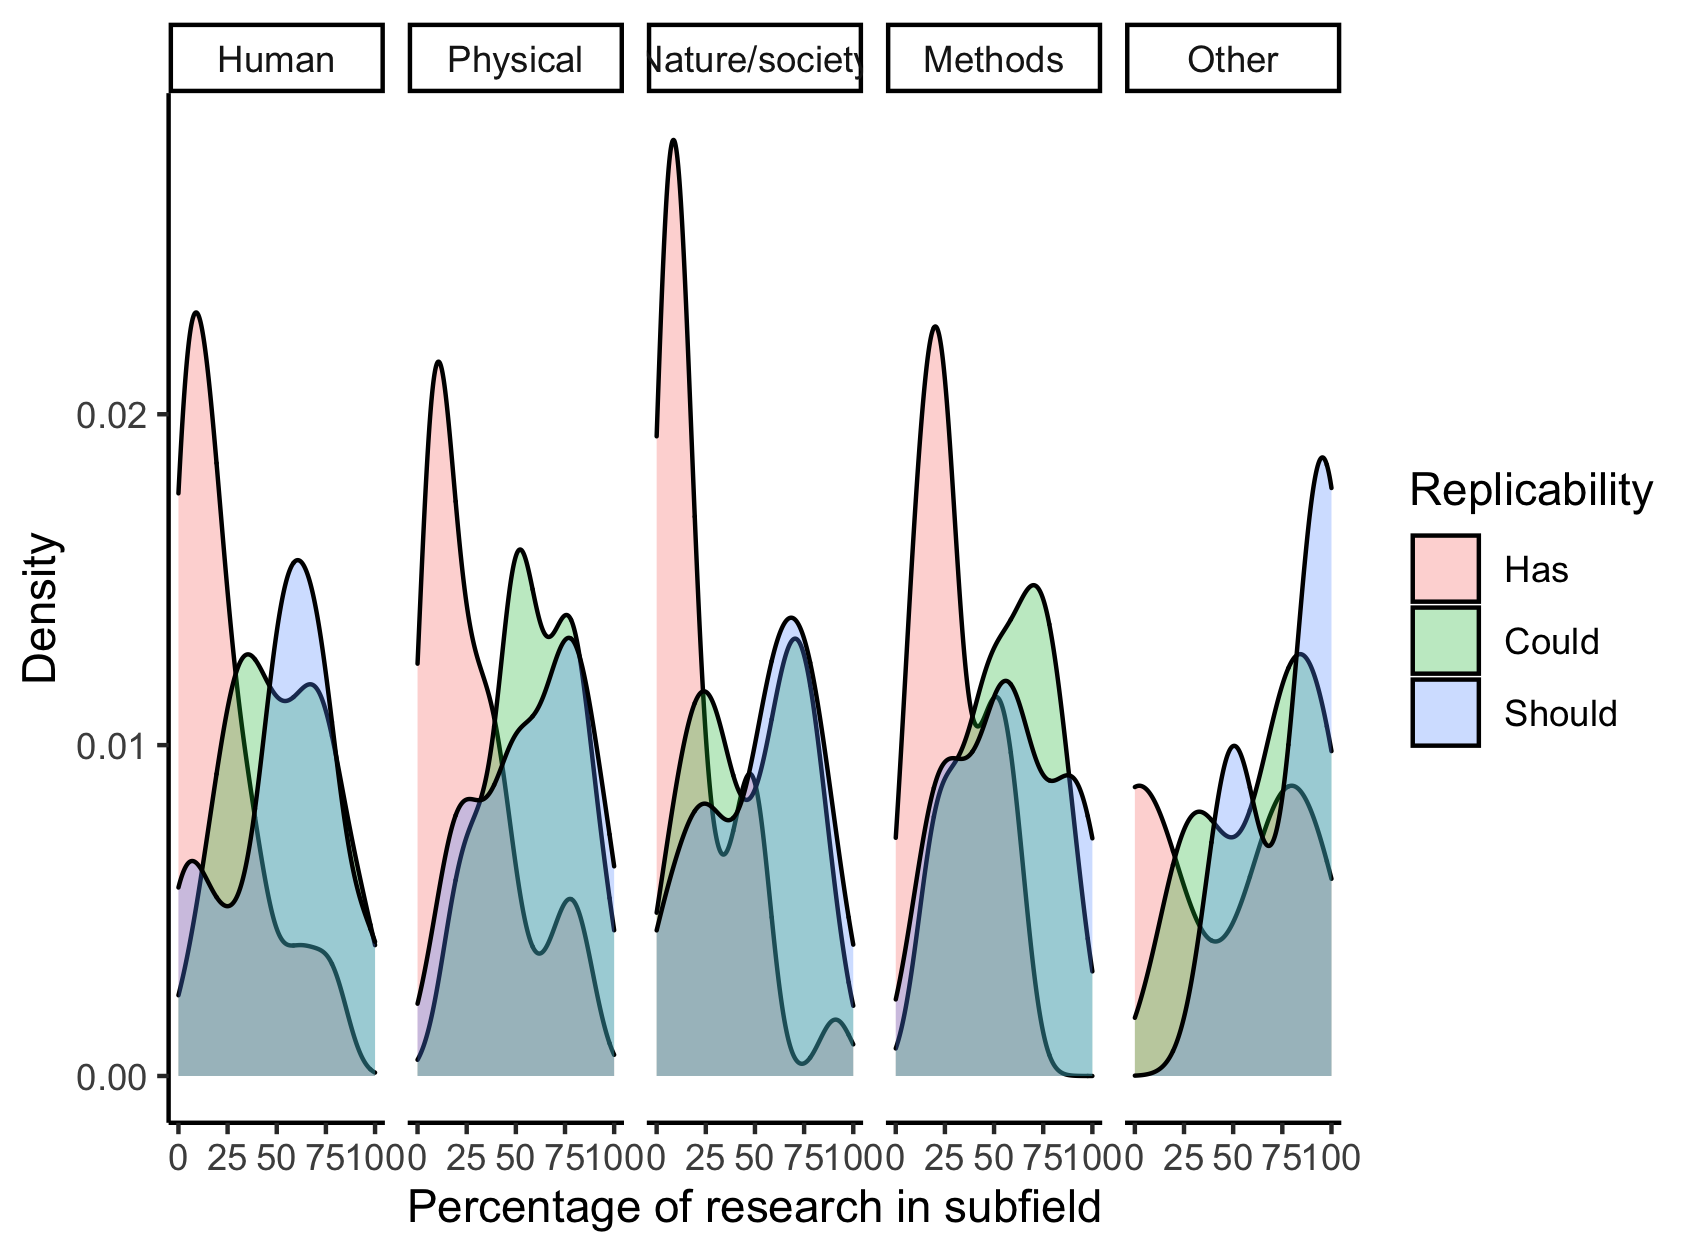 Human Physical Nature/society Methods Other
Density
0.02
0.01
0.00
0 25 50 75 100 0 25 50 75 100 0 25 50 75 100 0 25 50 75 100 0 25 50 75 100
Percentage of research in subfield
Replicability
Has
Could
Should